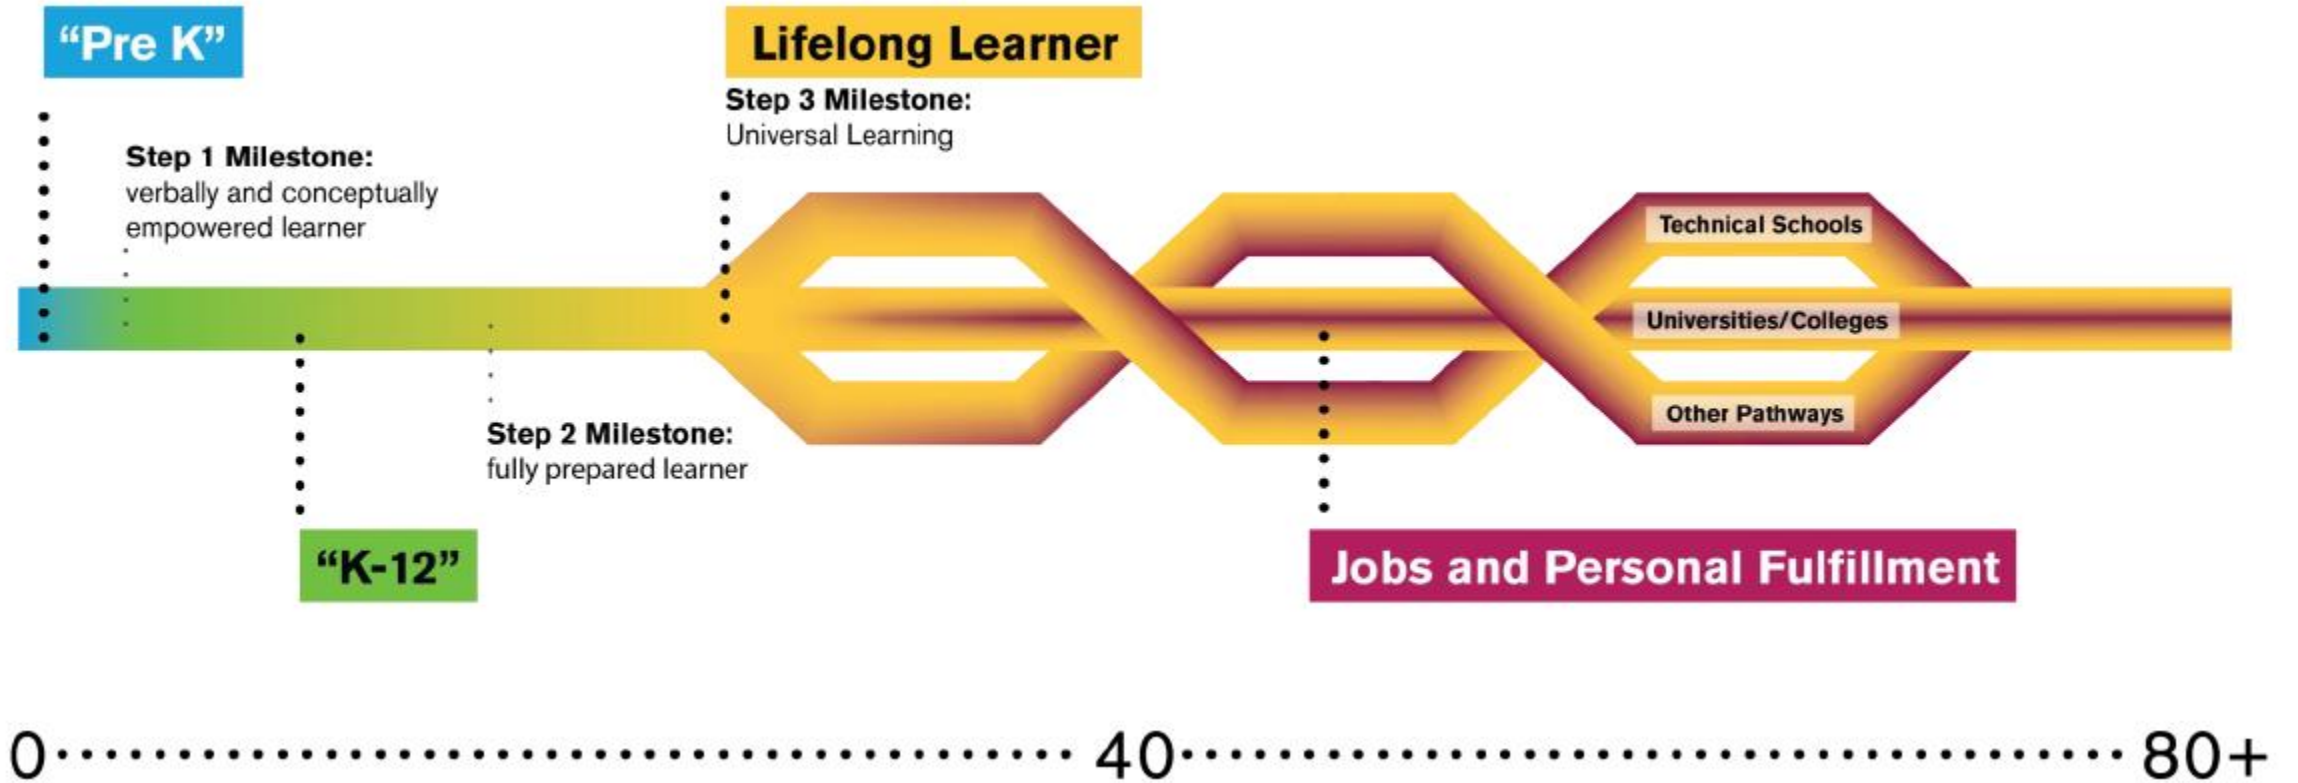 “Pre K”
Lifelong Learner
Step 3 Milestone:
Universal Learning
Step 1 Milestone:
verbally and conceptually
empowered learner
Technical Schools
Universities/Colleges
Other Pathways
Step 2 Milestone:
fully prepared learner
“K-12”
Jobs and Personal Fulfillment
0 40 80+